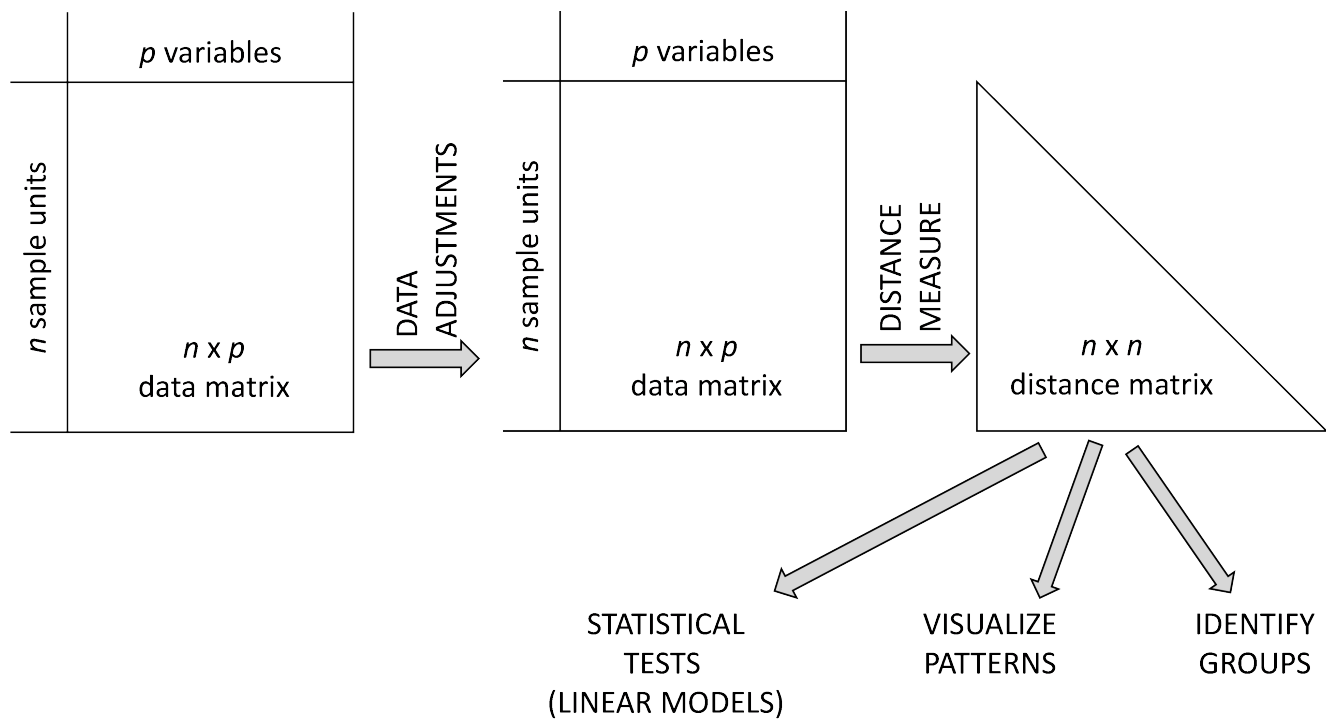 p variables
n sample units
n x p
data matrix
DATA
ADJUSTMENTS
p variables
n sample units
n x p
data matrix
DISTANCE
MEASURE
n x n
distance matrix
STATISTICAL
TESTS
(LINEAR MODELS)
VISUALIZE
PATTERNS
IDENTIFY
GROUPS